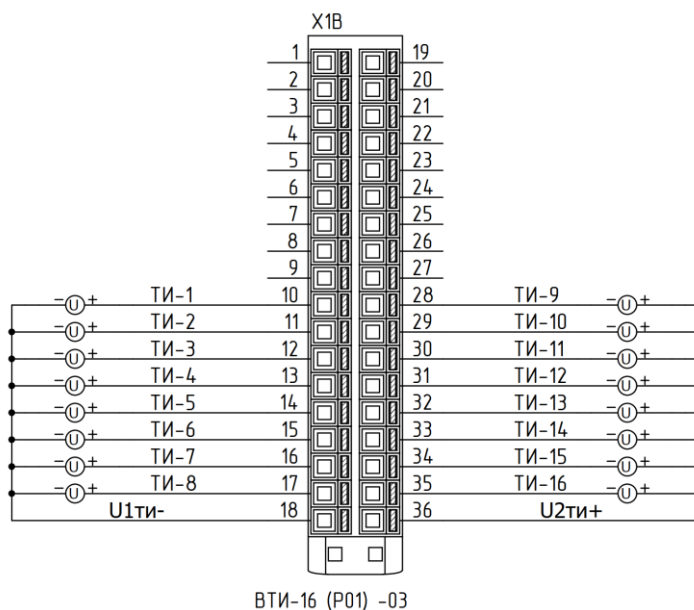 X1B
1 19
2 20
3 21
4 22
5 23
6 24
7 25
8 26
9 27
- U + ТИ-1 10 28 ТИ-9 - U +
- U + ТИ-2 11 29 ТИ-10 - U +
- U + ТИ-3 12 30 ТИ-11 - U +
- U + ТИ-4 13 31 ТИ-12 - U +
- U + ТИ-5 14 32 ТИ-13 - U +
- U + ТИ-6 15 33 ТИ-14 - U +
- U + ТИ-7 16 34 ТИ-15 - U +
- U + ТИ-8 17 35 ТИ-16 - U +
U1ти- 18 36 U2ти+
ВТИ-16 (Р01) -03